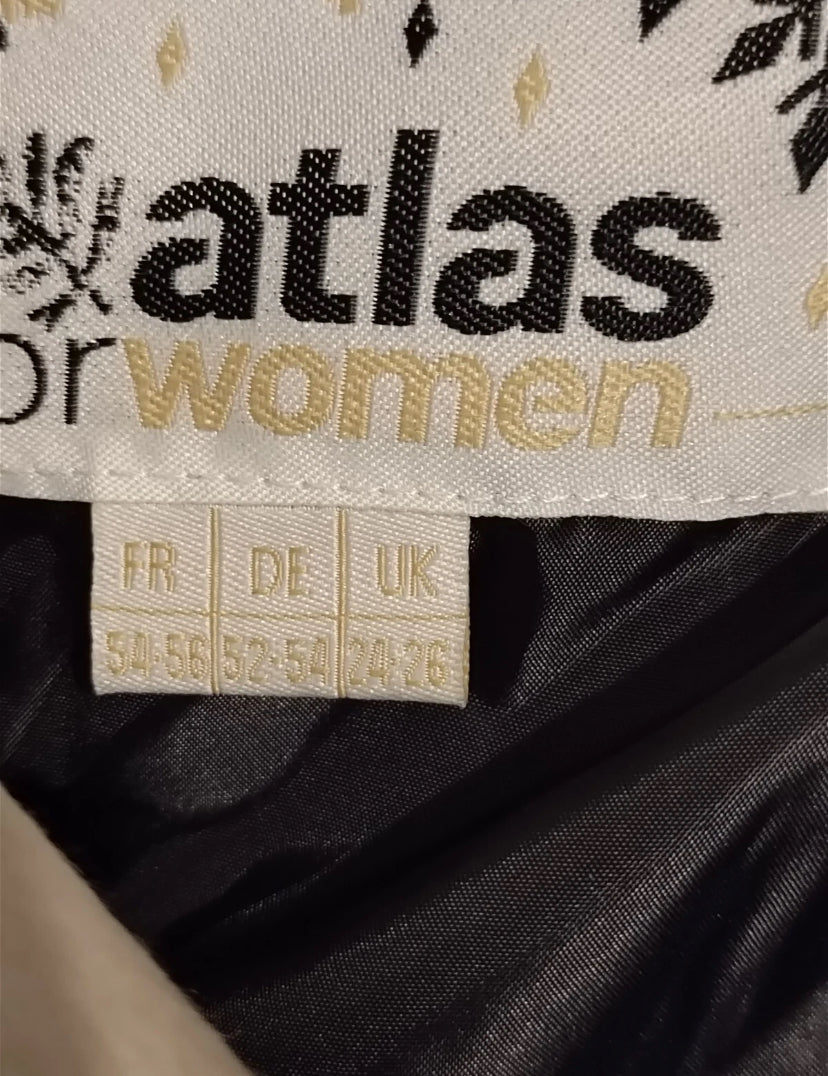 atlas
or women
FR DE UK
54-56 52-54 24-26